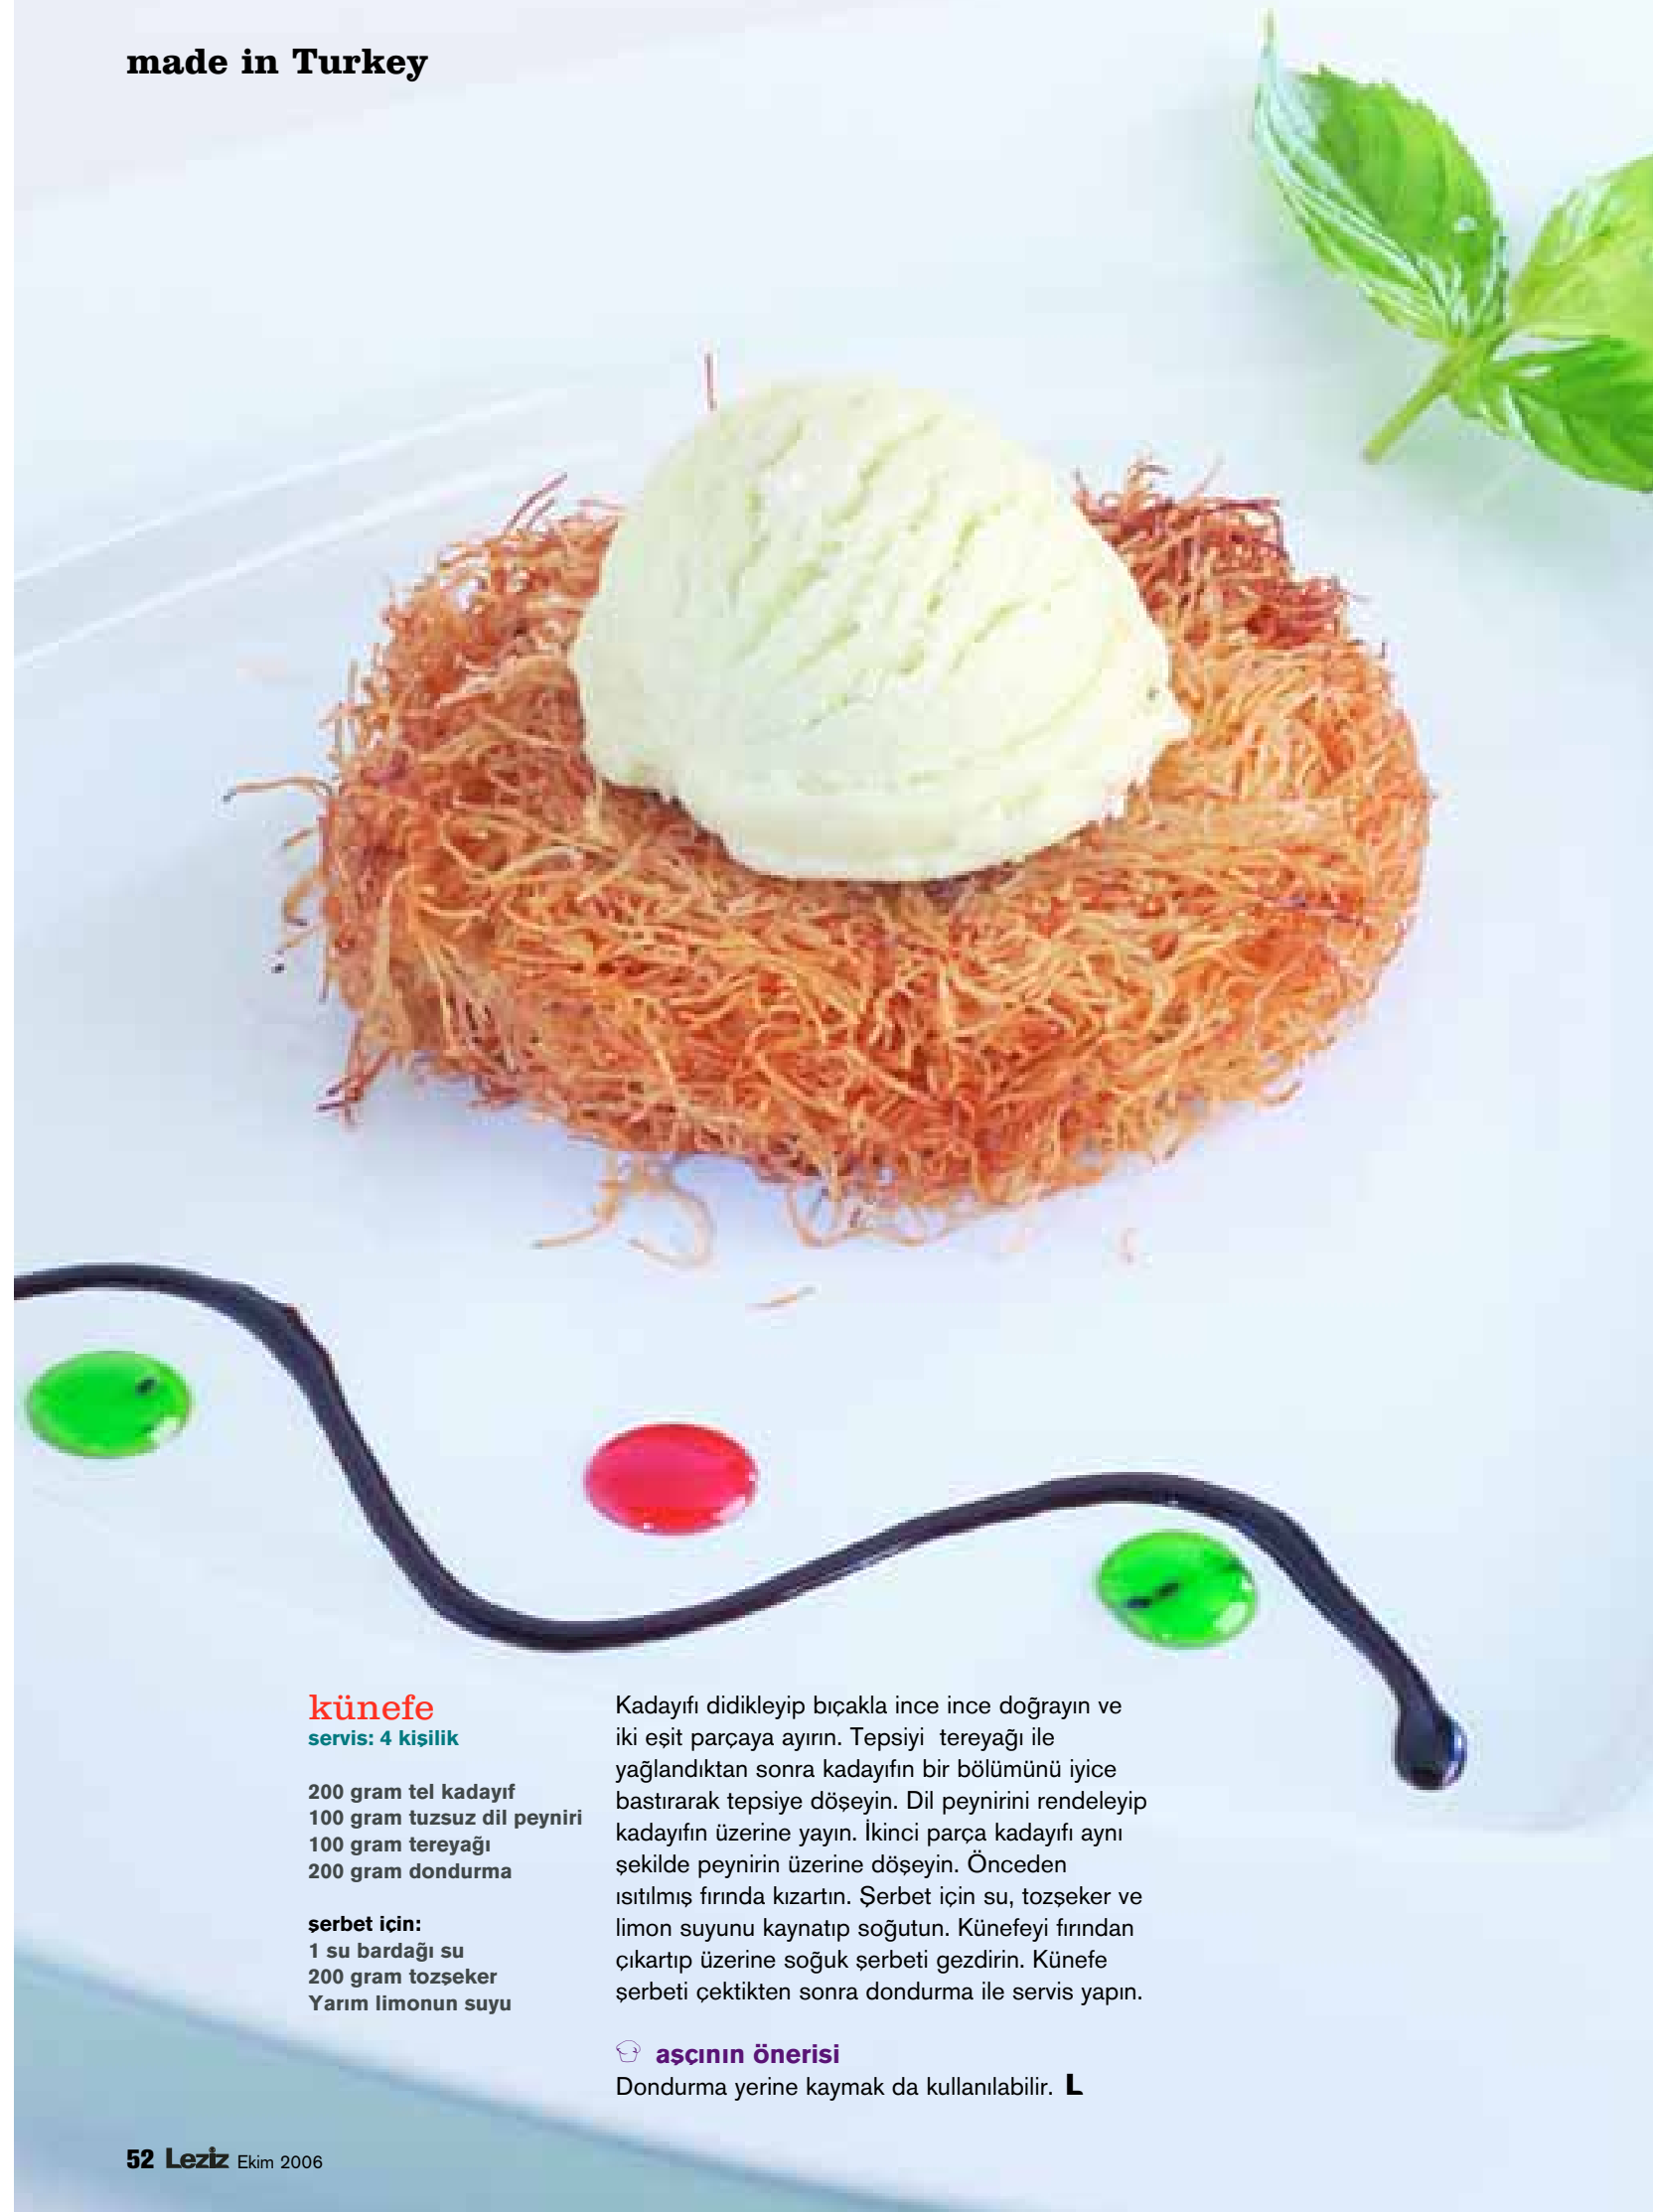 made in Turkey
künefe
servis: 4 kişilik
200 gram tel kadayıf
100 gram tuzsuz dil peyniri
100 gram tereyağı
200 gram dondurma
şerbet için:
1 su bardağı su
200 gram tozşeker
Yarım limonun suyu
Kadayıfı didikleyip bıçakla ince ince doğrayın ve
iki eşit parçaya ayırın. Tepsiyi tereyağı ile
yağlandıktan sonra kadayıfın bir bölümünü iyice
bastırarak tepsiye döşeyin. Dil peynirini rendeleyip
kadayıfın üzerine yayın. İkinci parça kadayıfı aynı
şekilde peynirin üzerine döşeyin. Önceden
ısıtılmış fırında kızartın. Şerbet için su, tozşeker ve
limon suyunu kaynatıp soğutun. Künefeyi fırından
çıkartıp üzerine soğuk şerbeti gezdirin. Künefe
şerbeti çektikten sonra dondurma ile servis yapın.
aşçının önerisi
Dondurma yerine kaymak da kullanılabilir. L
52 Leziz Ekim 2006